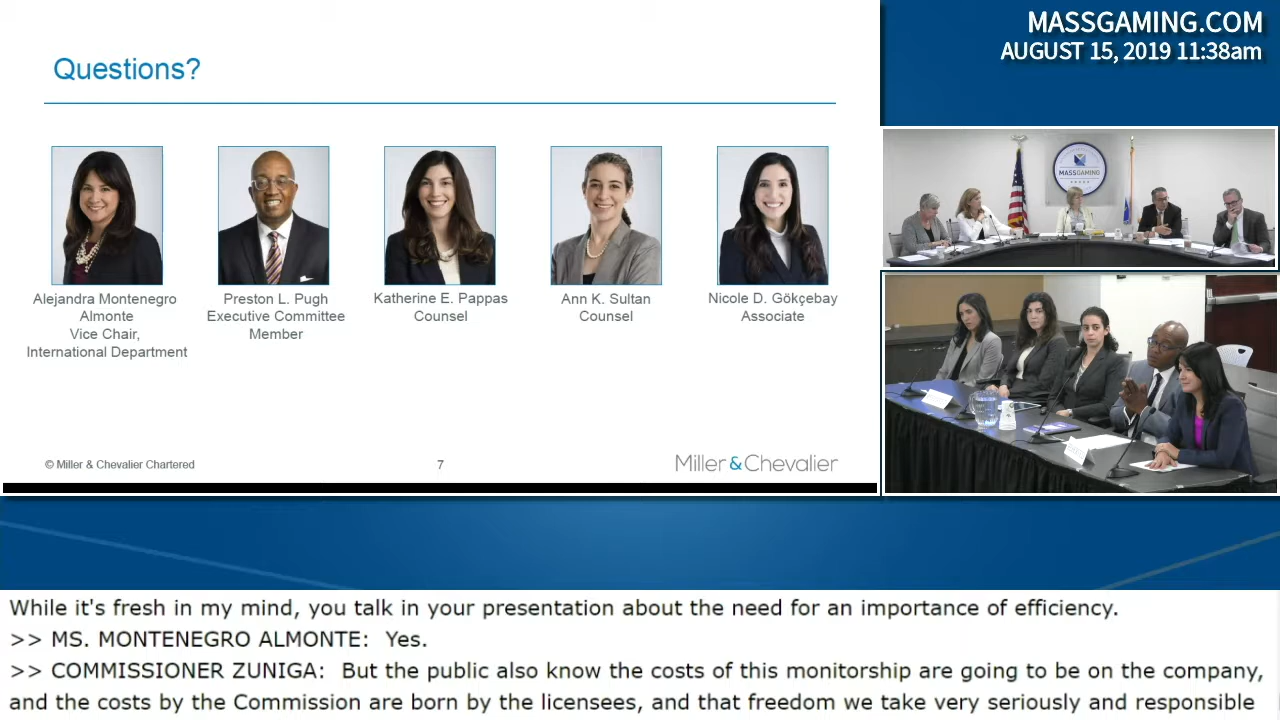 MASSGAMING.COM
AUGUST 15, 2019 11:38am
Questions?
Alejandra Montenegro
Almonte
Vice Chair,
International Department
Preston L. Pugh
Executive Committee
Member
Katherine E. Pappas
Counsel
Ann K. Sultan
Counsel
Nicole D. Gökçebay
Associate
MASSGAMING
© Miller & Chevalier Chartered
7
Miller&Chevalier
While it's fresh in my mind, you talk in your presentation about the need for an importance of efficiency.
>> MS. MONTENEGRO ALMONTE:  Yes.
>> COMMISSIONER ZUNIGA:  But the public also know the costs of this monitorship are going to be on the company,
and the costs by the Commission are born by the licensees, and that freedom we take very seriously and responsible